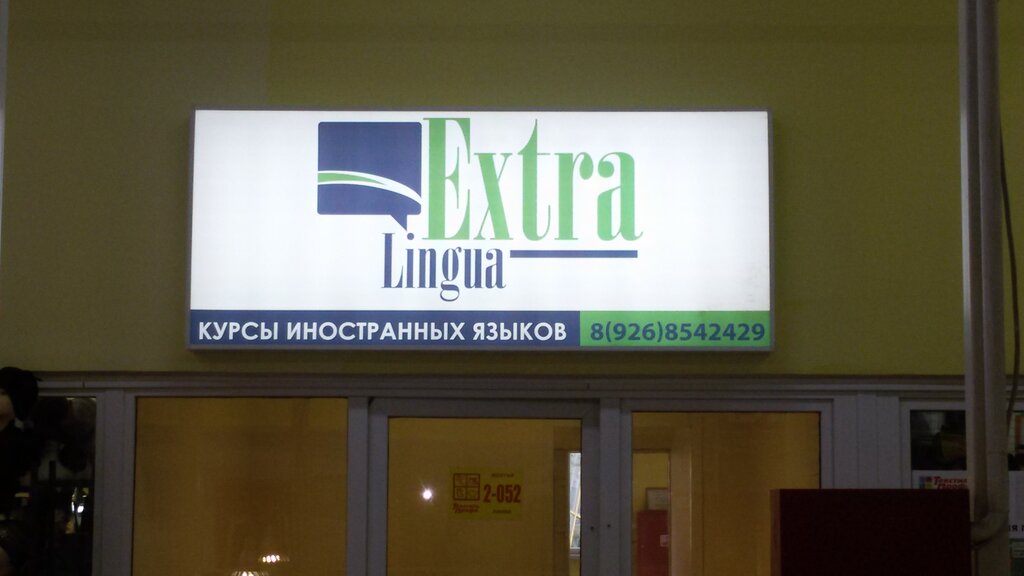 Extra
Lingua
КУРСЫ ИНОСТРАННЫХ ЯЗЫКОВ 8(926)8542429
2-052